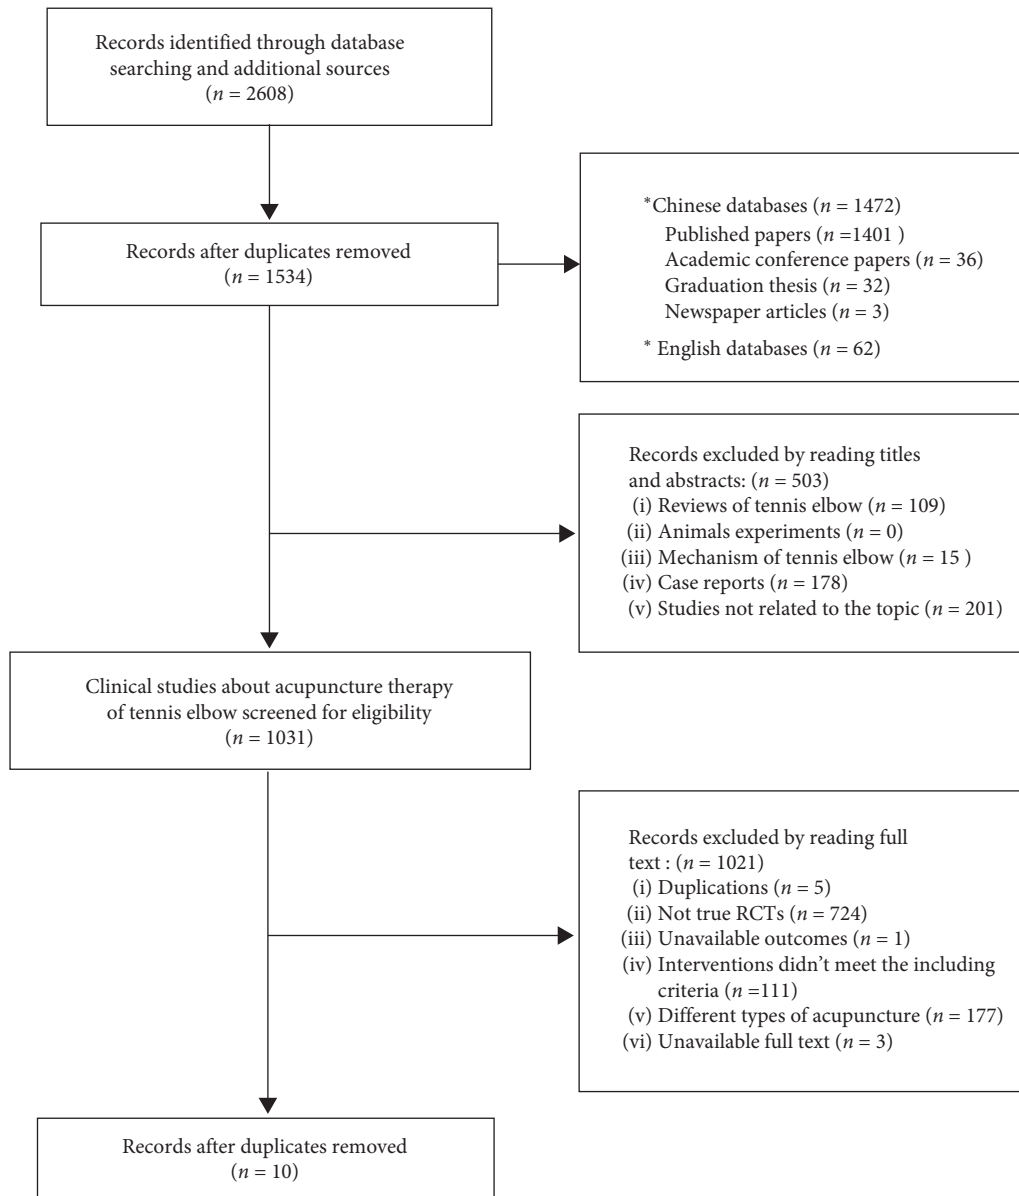 Records identified through database
searching and additional sources
(n = 2608)
Records after duplicates removed
(n = 1534)
*Chinese databases (n = 1472)
Published papers (n =1401 )
Academic conference papers (n = 36)
Graduation thesis (n = 32)
Newspaper articles (n = 3)
* English databases (n = 62)
Records excluded by reading titles
and abstracts: (n = 503)
(i) Reviews of tennis elbow (n = 109)
(ii) Animals experiments (n = 0)
(iii) Mechanism of tennis elbow (n = 15 )
(iv) Case reports (n = 178)
(v) Studies not related to the topic (n = 201)
Clinical studies about acupuncture therapy
of tennis elbow screened for eligibility
(n = 1031)
Records excluded by reading full
text : (n = 1021)
(i) Duplications (n = 5)
(ii) Not true RCTs (n = 724)
(iii) Unavailable outcomes (n = 1)
(iv) Interventions didn't meet the including
criteria (n =111)
(v) Different types of acupuncture (n = 177)
(vi) Unavailable full text (n = 3)
Records after duplicates removed
(n = 10)